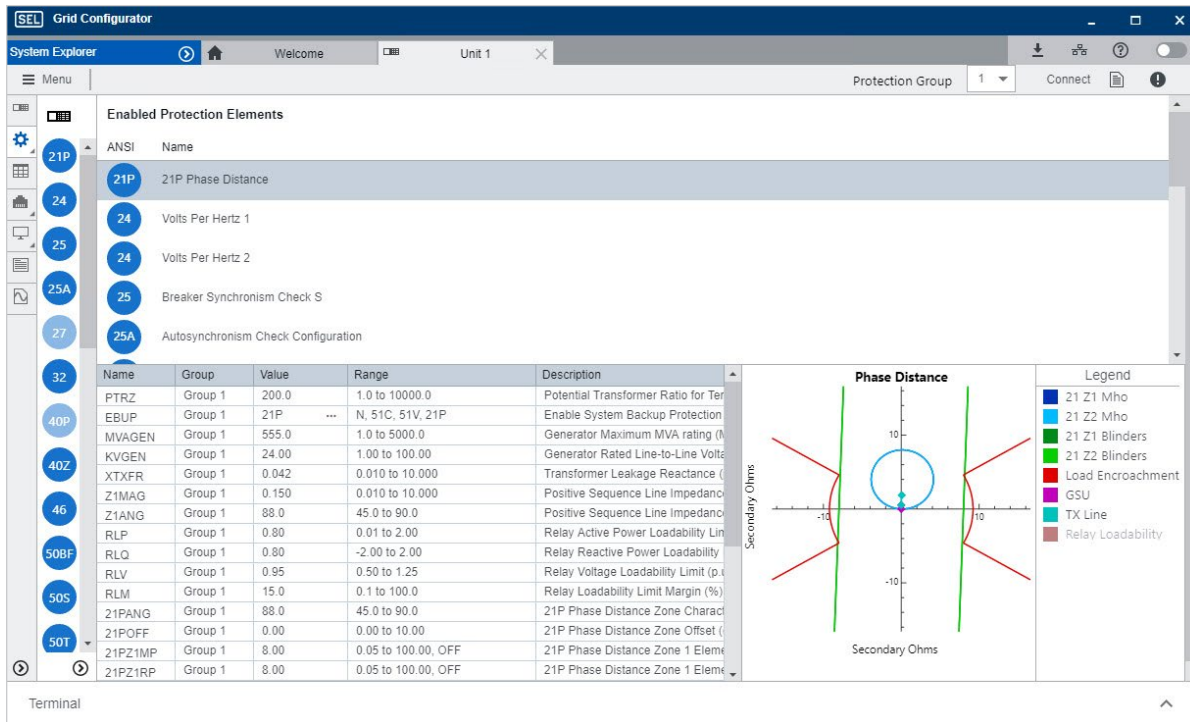 SEL Grid Configurator
System Explorer Welcome Unit 1
Menu Protection Group 1 Connect
Enabled Protection Elements
ANSI Name
21P 21P Phase Distance
24 Volts Per Hertz 1
24 Volts Per Hertz 2
25 Breaker Synchronism Check S
25A Autosynchronism Check Configuration
21P
24
25
25A
27
32
40P
40Z
46
50BF
50S
50T
Name Group Value Range Description
PTRZ Group 1 200.0 1.0 to 10000.0 Potential Transformer Ratio for Ter
EBUP Group 1 21P ... N, 51C, 51V, 21P Enable System Backup Protection
MVAGEN Group 1 555.0 1.0 to 5000.0 Generator Maximum MVA rating (M
KVGEN Group 1 24.00 1.00 to 100.00 Generator Rated Line-to-Line Volta
XTXFR Group 1 0.042 0.010 to 10.000 Transformer Leakage Reactance (
Z1MAG Group 1 0.150 0.010 to 10.000 Positive Sequence Line Impedanc
Z1ANG Group 1 88.0 45.0 to 90.0 Positive Sequence Line Impedanc
RLP Group 1 0.80 0.01 to 2.00 Relay Active Power Loadability Lim
RLQ Group 1 0.80 -2.00 to 2.00 Relay Reactive Power Loadability
RLV Group 1 0.95 0.50 to 1.25 Relay Voltage Loadability Limit (p.u
RLM Group 1 15.0 0.1 to 100.0 Relay Loadability Limit Margin (%)
21PANG Group 1 88.0 45.0 to 90.0 21P Phase Distance Zone Charact
21POFF Group 1 0.00 0.00 to 10.00 21P Phase Distance Zone Offset (
21PZ1MP Group 1 8.00 0.05 to 100.00, OFF 21P Phase Distance Zone 1 Eleme
21PZ1RP Group 1 8.00 0.05 to 100.00, OFF 21P Phase Distance Zone 1 Eleme
Phase Distance
10
-10
10
-10
Secondary Ohms
Secondary Ohms
Legend
21 Z1 Mho
21 Z2 Mho
21 Z1 Blinders
21 Z2 Blinders
Load Encroachment
GSU
TX Line
Relay Loadability
Terminal